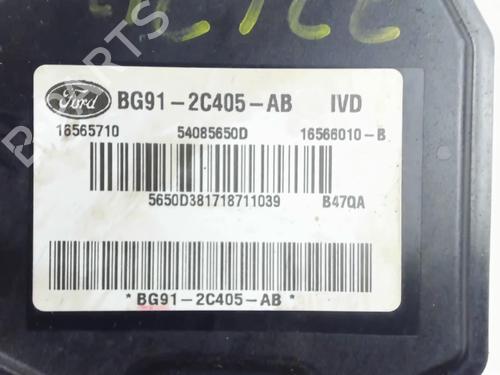 Ford BG91-2C405-AB IVD
16565710 54085650D 16566010-B
5650D381718711039 B47QA
*BG91-2C405-AB*